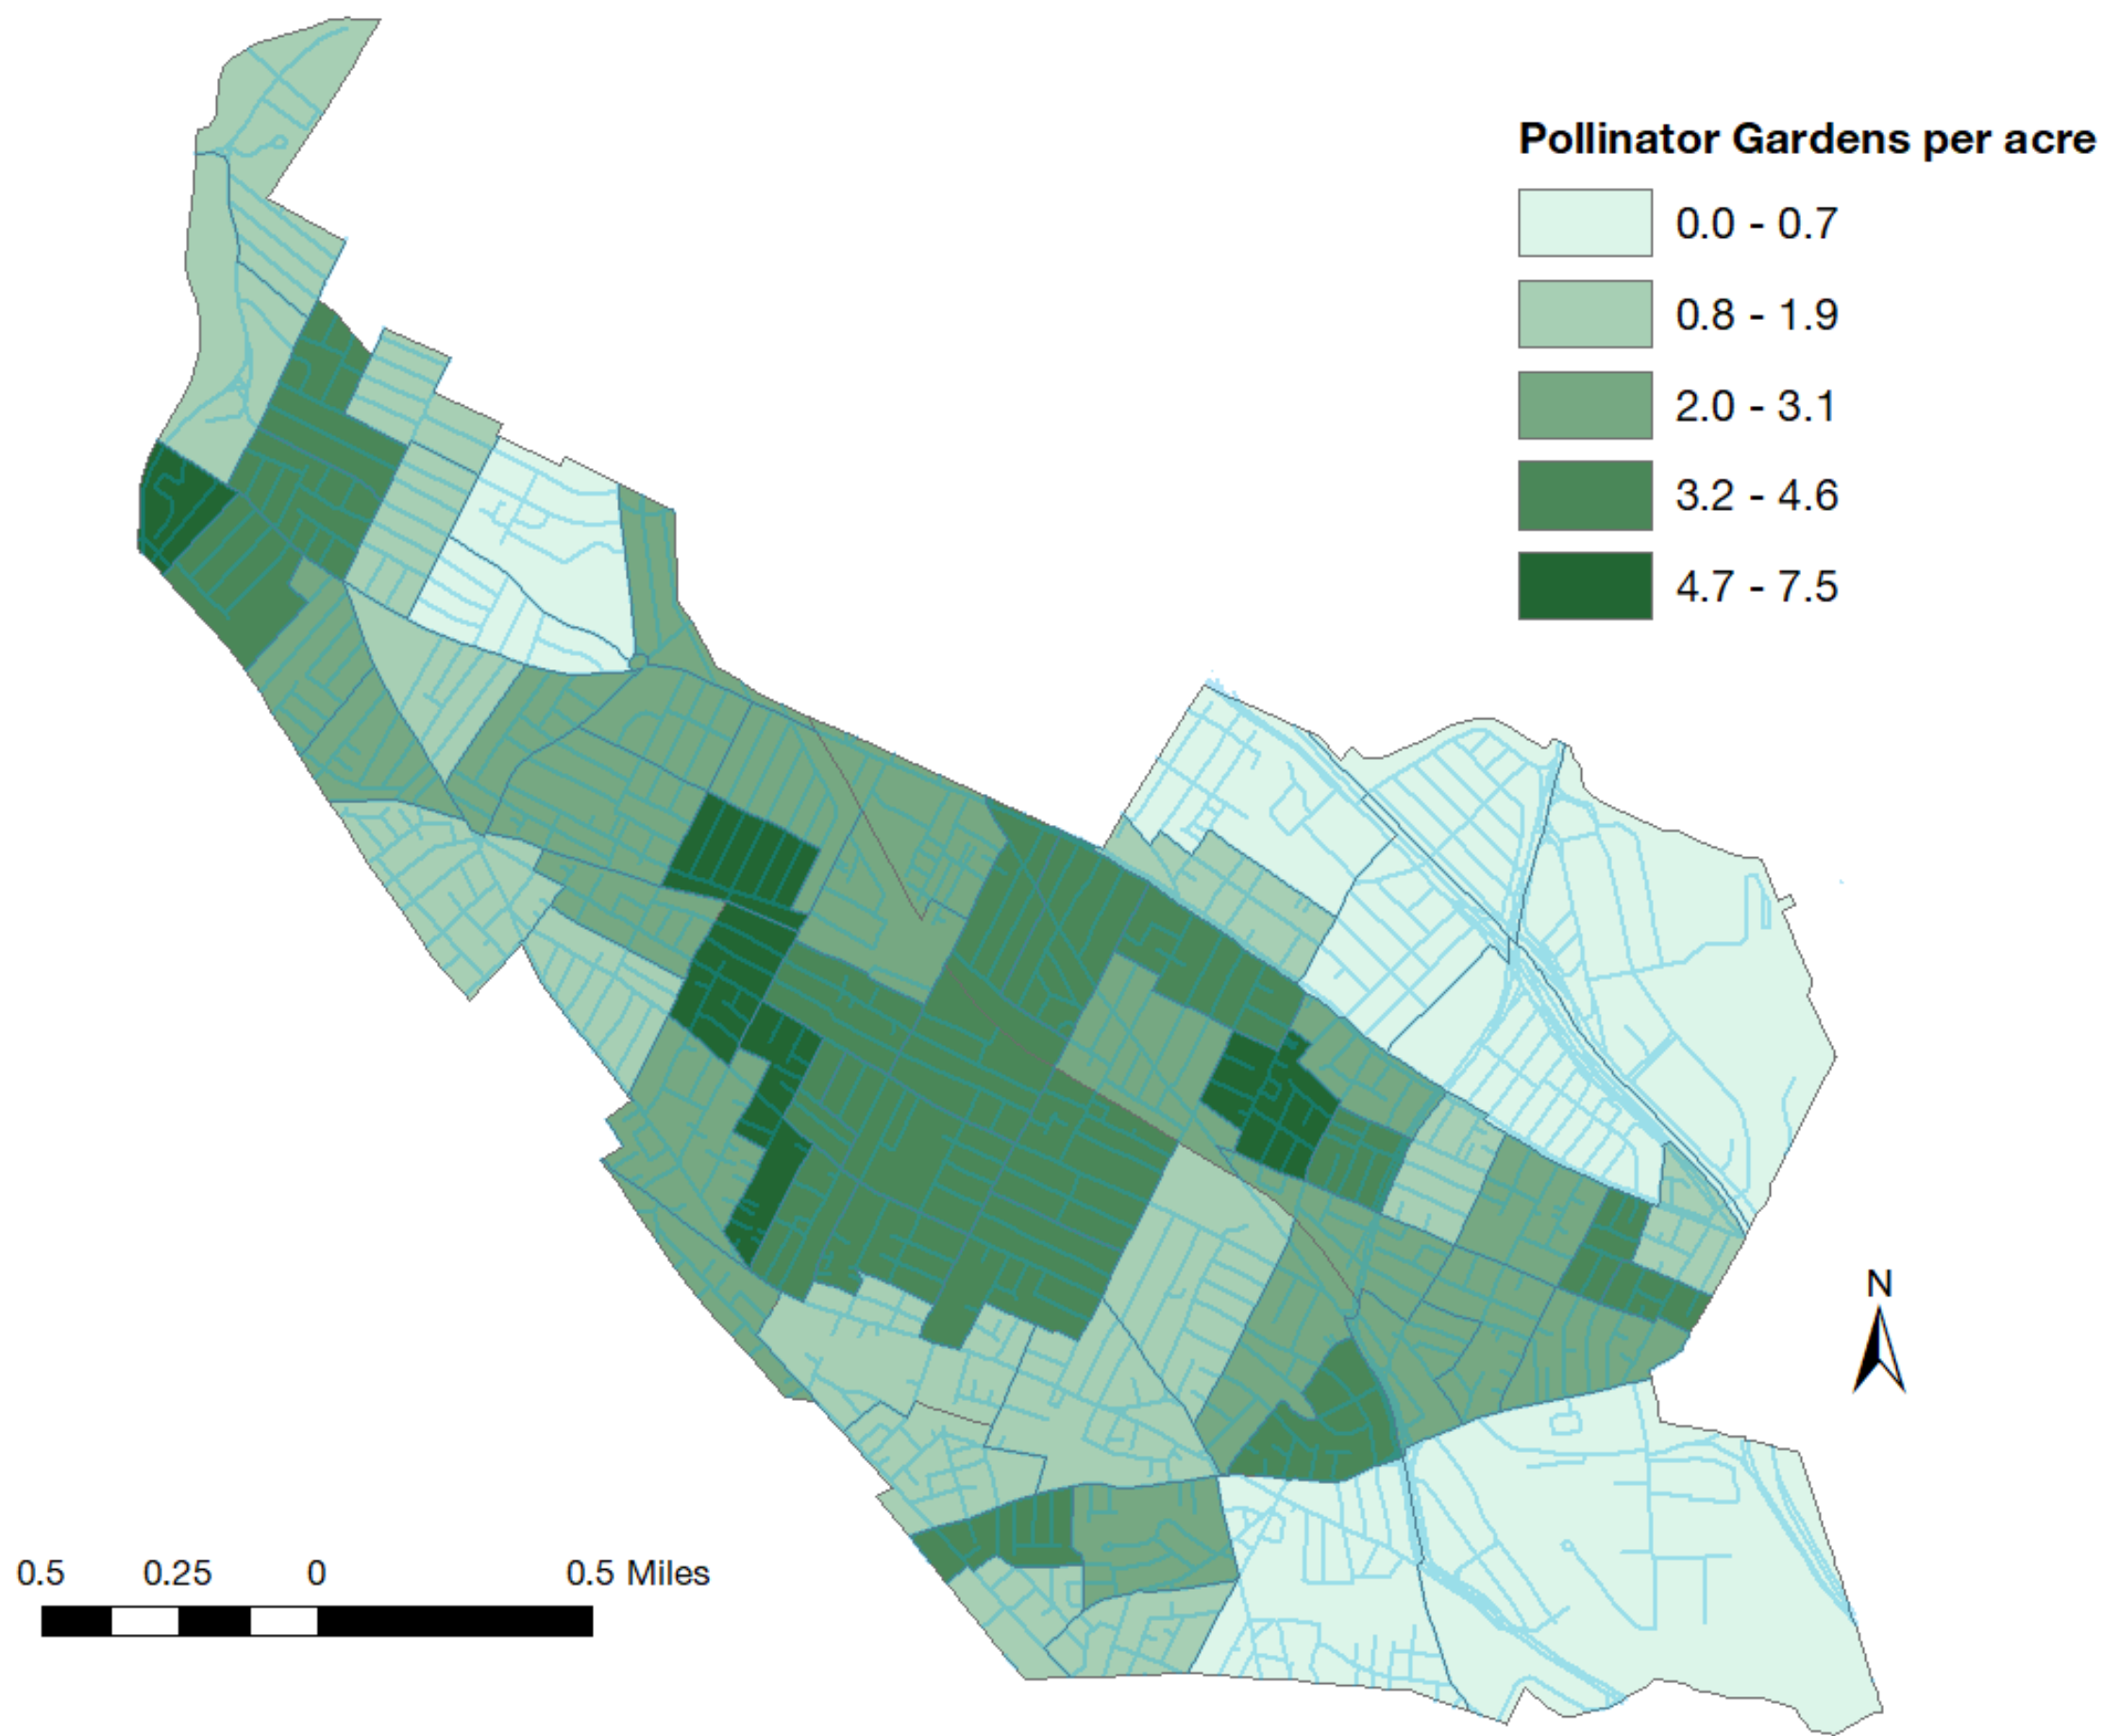 Pollinator Gardens per acre
0.0 - 0.7
0.8 - 1.9
2.0 - 3.1
3.2 - 4.6
4.7 - 7.5
N
0.5 0.25 0 0.5 Miles